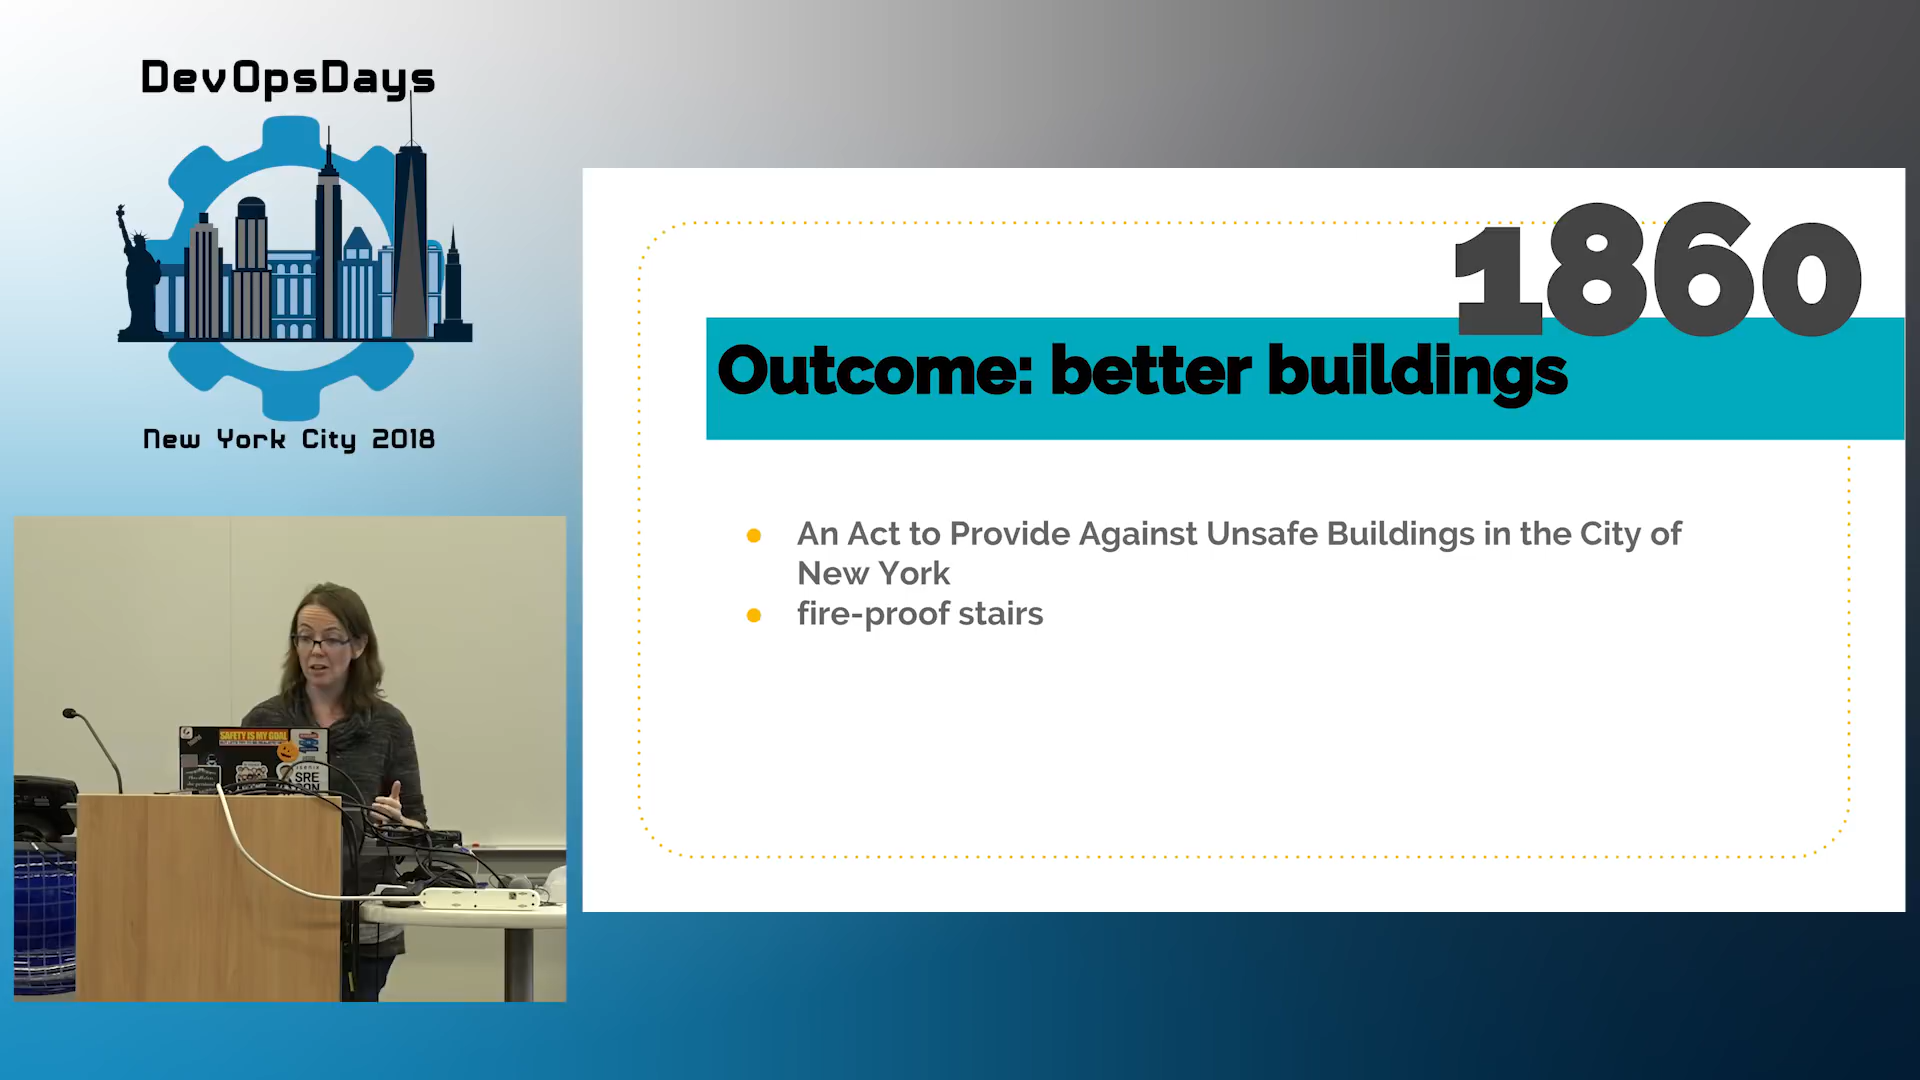 DevOpsDays
New York City 2018
1860
Outcome: better buildings
An Act to Provide Against Unsafe Buildings in the City of
New York
fire-proof stairs
SAFETY IS MY GOAL
SRE